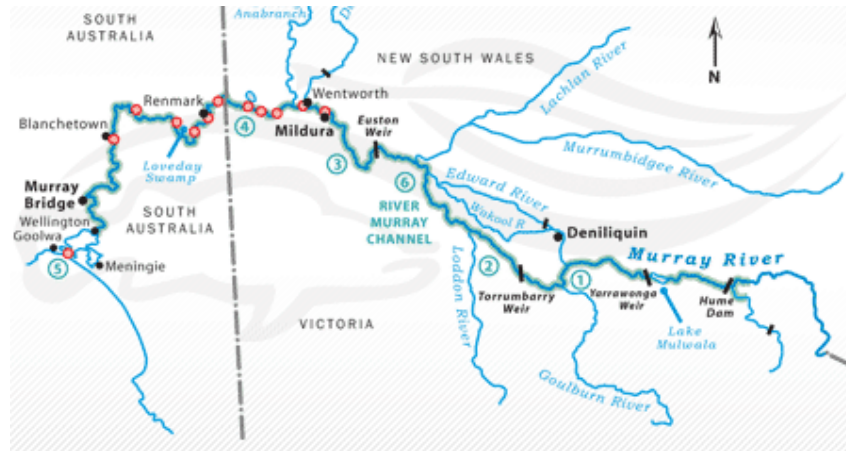 SOUTH
AUSTRALIA
Anabranch
NEW SOUTH WALES
N
Lachlan River
Renmark
Wentworth
Blanchetown
Mildura
Euston
Weir
Murrumbidgee River
Loveday
Swamp
4
3
6
Edward River
Murray
Bridge
RIVER
MURRAY
CHANNEL
Wakool R
Wellington
Goolwa
SOUTH
AUSTRALIA
Deniliquin
Murray River
5
Meningie
2
1
Loddon River
Torrumbarry
Weir
Yarrawonga
Weir
Hume
Dam
Lake
Mulwala
VICTORIA
Goulburn River